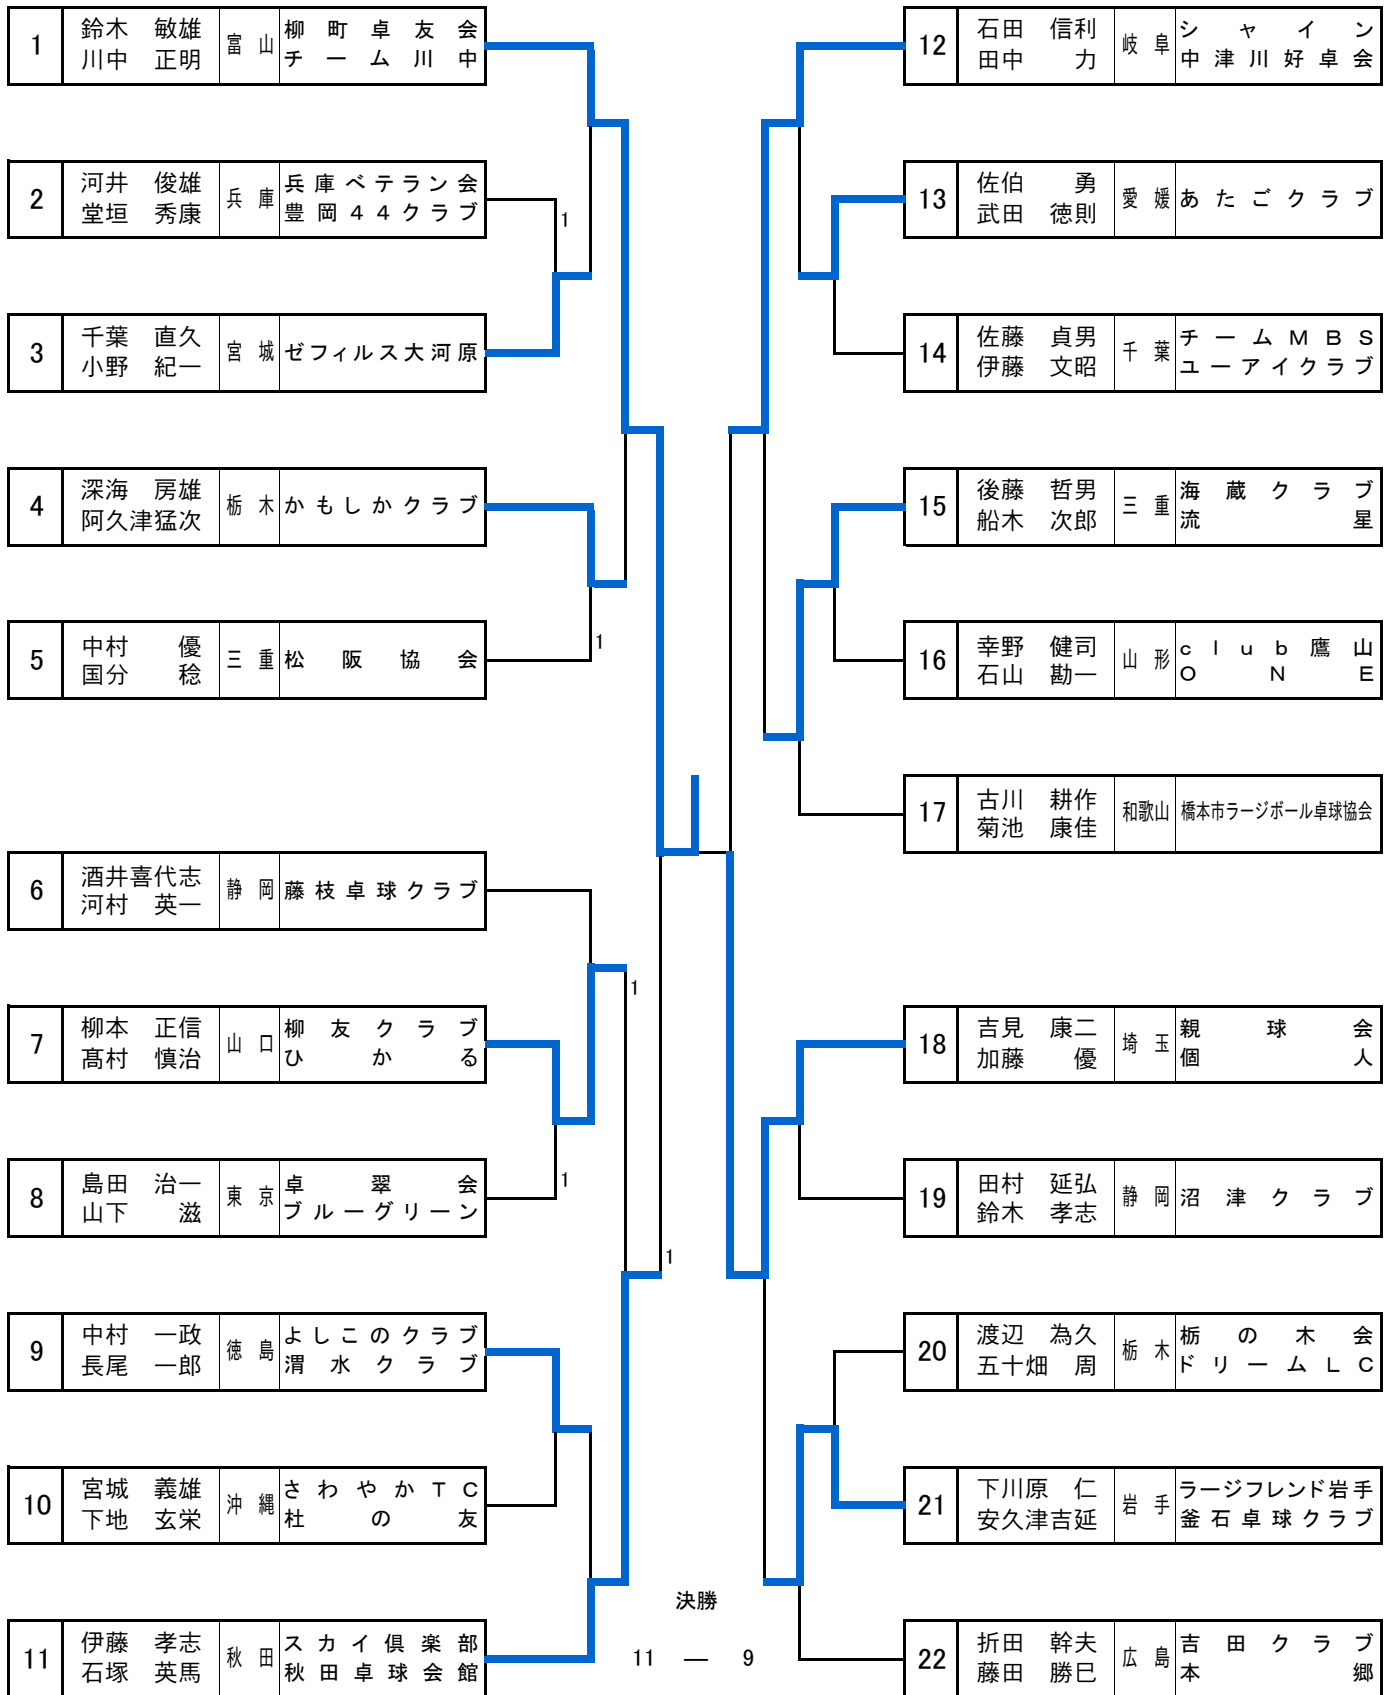 1
鈴木 敏雄
川中 正明
富山
柳町卓友会
チーム川中
2
河井 俊雄
堂垣 秀康
兵庫
兵庫ベテラン会
豊岡44クラブ
1
3
千葉 直久
小野 紀一
宮城
ゼフィルス大河原
4
深海 房雄
阿久津猛次
栃木
かもしかクラブ
5
中村 優
国分 稔
三重
松阪協会
1
6
酒井喜代志
河村 英一
静岡
藤枝卓球クラブ
1
7
柳本 正信
髙村 慎治
山口
柳友クラブ
ひかる
8
島田 治一
山下 滋
東京
卓翠会
ブルーグリーン
1
1
9
中村 一政
長尾 一郎
徳島
よしこのクラブ
渭水クラブ
10
宮城 義雄
下地 玄栄
沖縄
さわやかTC
杜の友
11
伊藤 孝志
石塚 英馬
秋田
スカイ倶楽部
秋田卓球会館
決勝
11 ― 9
12
石田 信利
田中 力
岐阜
シャイン
中津川好卓会
13
佐伯 勇
武田 徳則
愛媛
あたごクラブ
14
佐藤 貞男
伊藤 文昭
千葉
チームMBS
ユーアイクラブ
15
後藤 哲男
船木 次郎
三重
海蔵クラブ
流星
16
幸野 健司
石山 勘一
山形
club鷹山
ONE
17
古川 耕作
菊池 康佳
和歌山
橋本市ラージボール卓球協会
18
吉見 康二
加藤 優
埼玉
親球会
個人
19
田村 延弘
鈴木 孝志
静岡
沼津クラブ
20
渡辺 為久
五十畑 周
栃木
栃の木会
ドリームLC
21
下川原 仁
安久津吉延
岩手
ラージフレンド岩手
釜石卓球クラブ
22
折田 幹夫
藤田 勝巳
広島
吉田クラブ
本郷